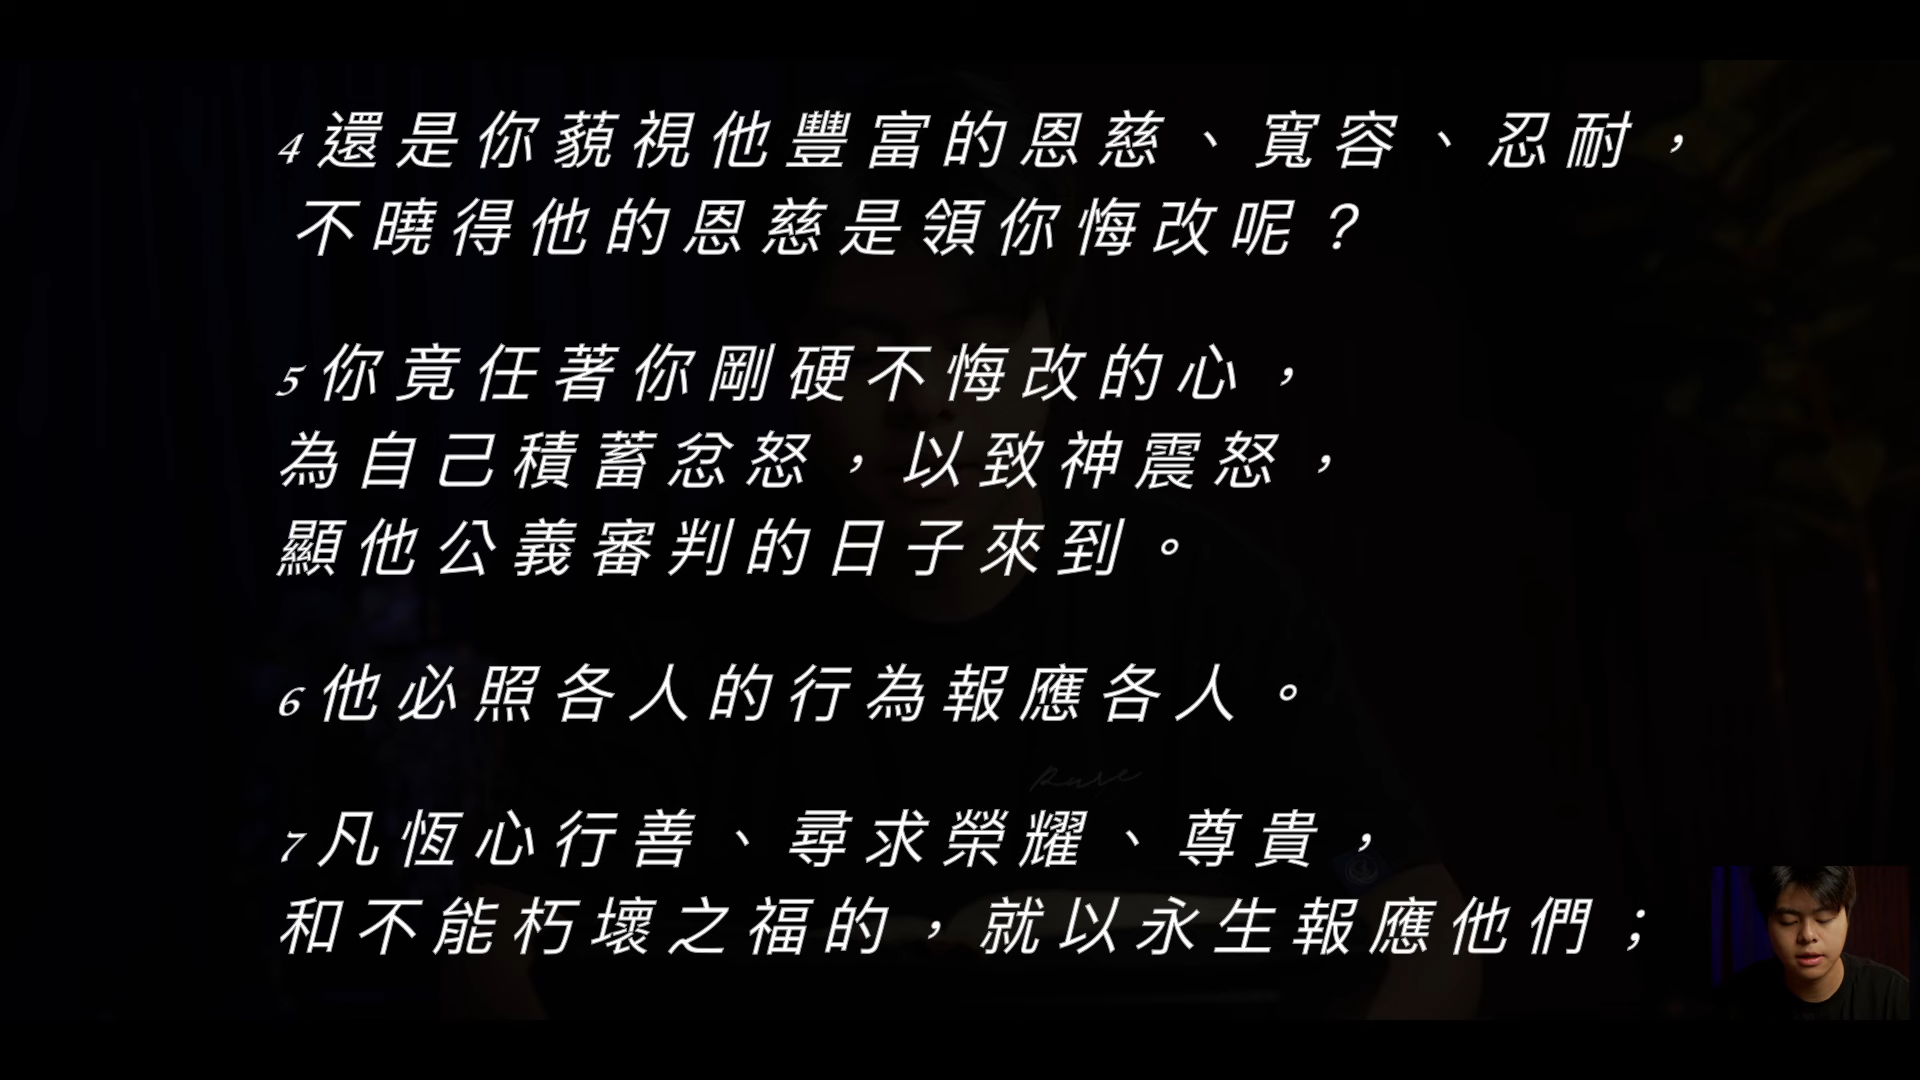 4 還是你藐視他豐富的恩慈、寬容、忍耐，
不曉得他的恩慈是領你悔改呢？
5 你竟任著你剛硬不悔改的心，
為自己積蓄忿怒，以致神震怒，
顯他公義審判的日子來到。
6 他必照各人的行為報應各人。
Pure
7 凡恆心行善、尋求榮耀、尊貴，
和不能朽壞之福的，就以永生報應他們；